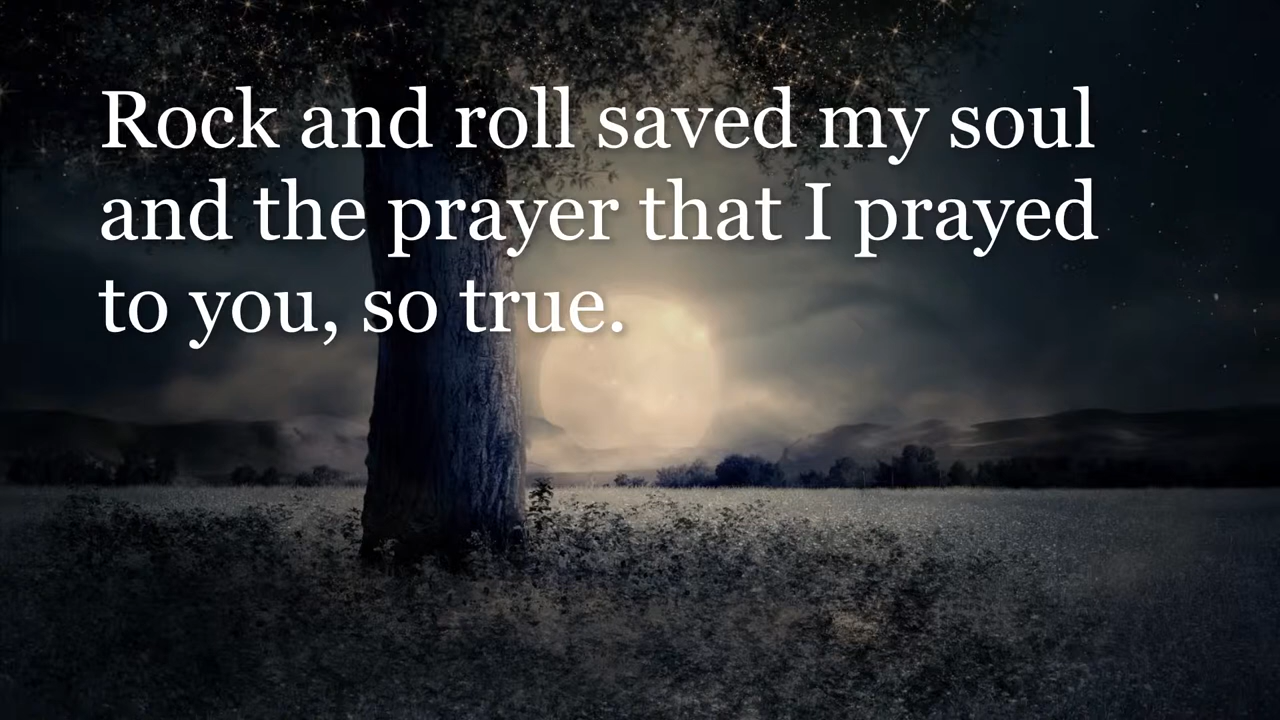 Rock and roll saved my soul
and the prayer that I prayed
to you, so true.